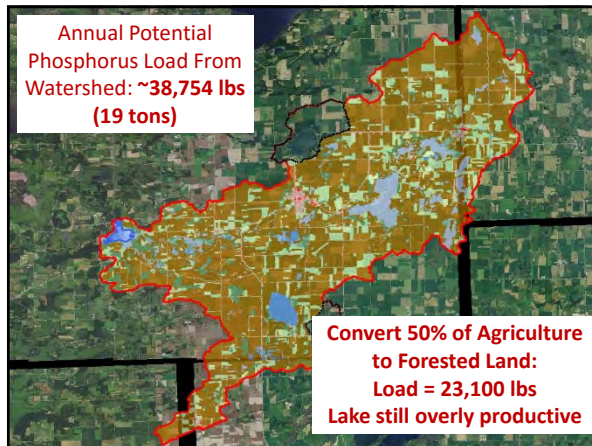 Annual Potential
Phosphorus Load From
Watershed: ~38,754 lbs
(19 tons)
Convert 50% of Agriculture
to Forested Land:
Load = 23,100 lbs
Lake still overly productive